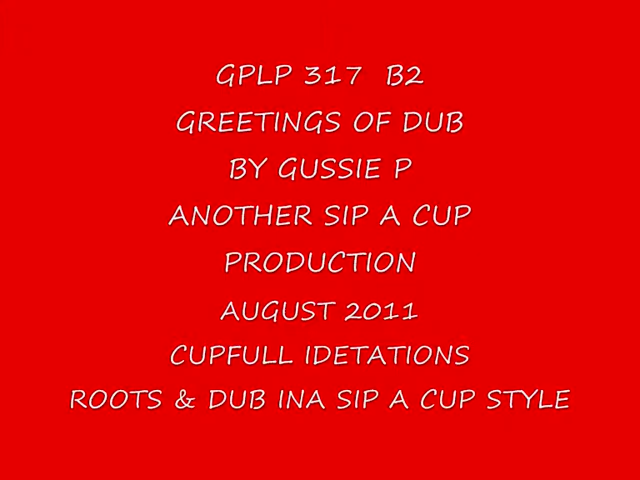 GPLP 317 B2
GREETINGS OF DUB
BY GUSSIE P
ANOTHER SIP A CUP
PRODUCTION
AUGUST 2011
CUPFULL IDETATIONS
ROOTS & DUB INA SIP A CUP STYLE